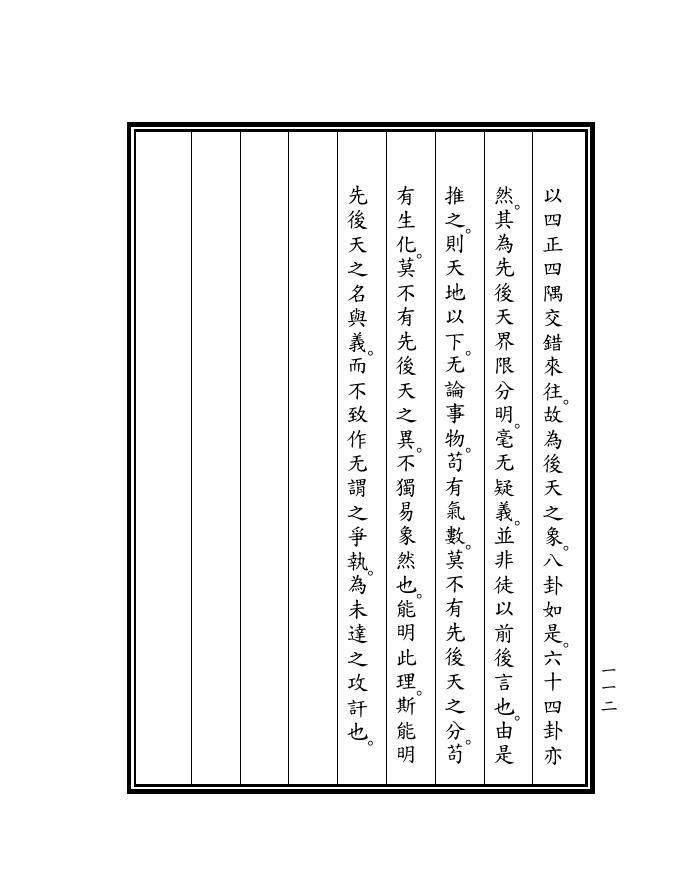 以四正四隅交錯來往。故為後天之象。八卦如是。六十四卦亦
然。其為先後天界限分明。毫无疑義。並非徒以前後言也。由是
推之。則天地以下。无論事物。苟有氣數。莫不有先後天之分。苟
有生化。莫不有先後天之異。不獨易象然也。能明此理。斯能明
先後天之名與義。而不致作无謂之爭執。為未達之攻訐也。
一一二